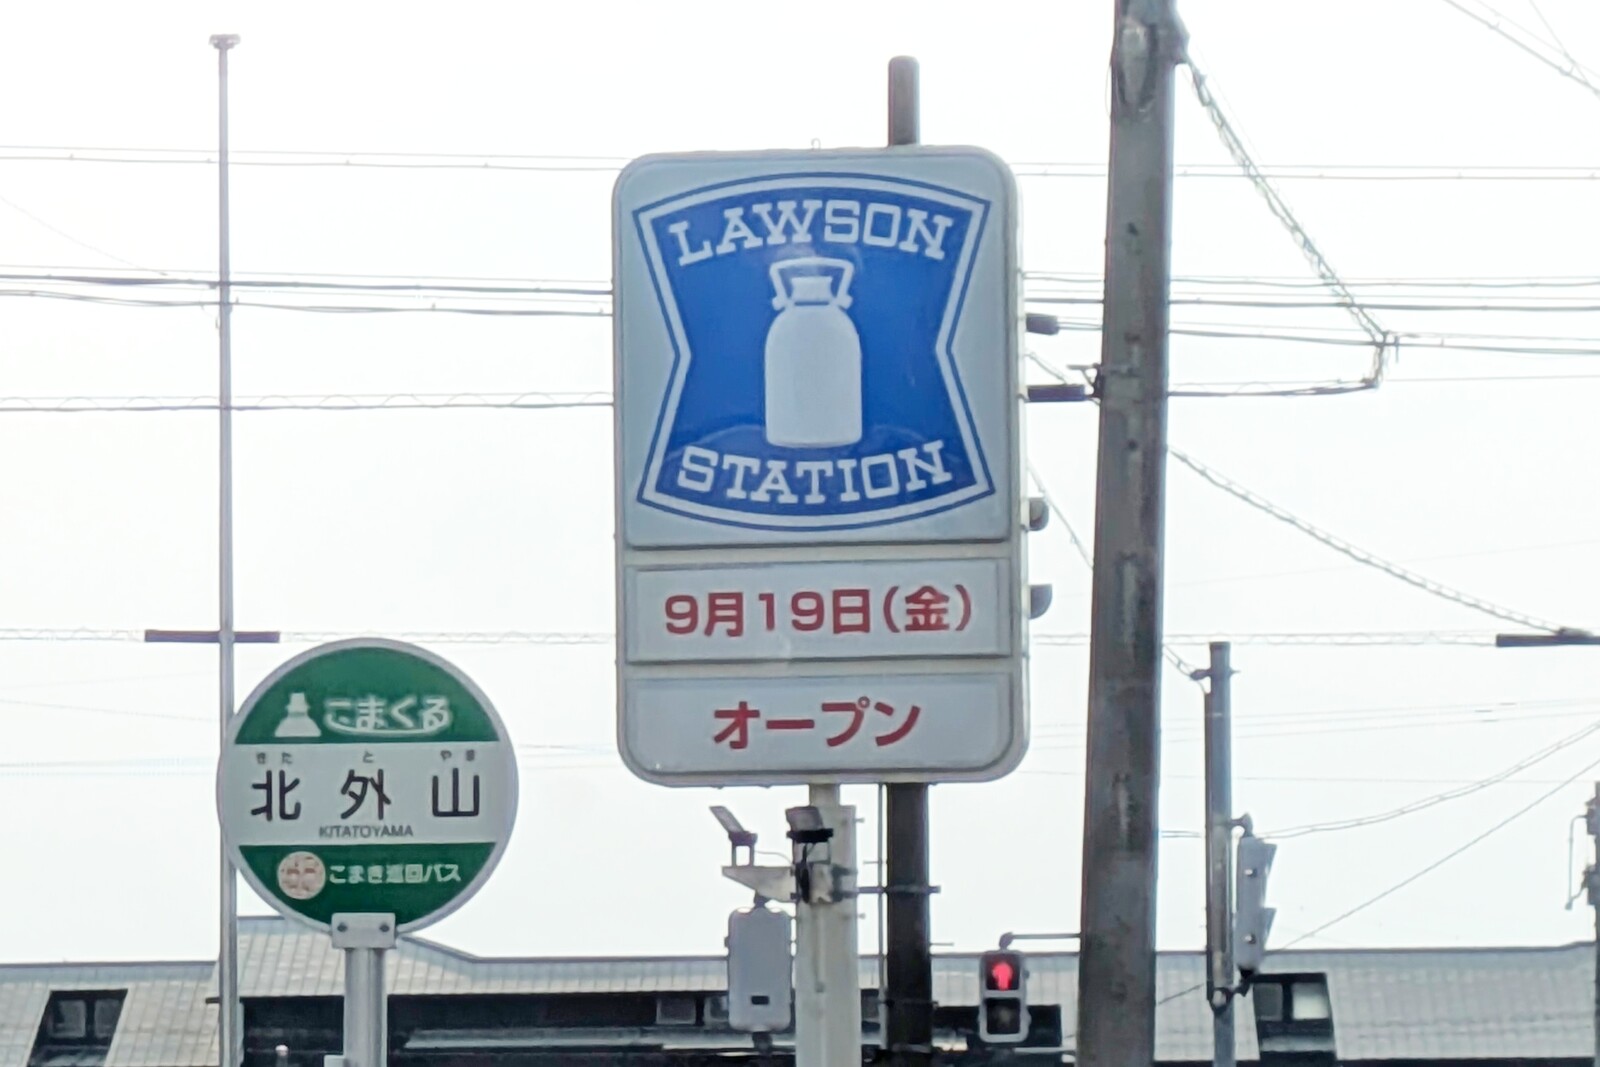 LAWSON
STATION
9月19日(金)
オープン
こまくる
きた と やま
北 外 山
KITATOYAMA
こまき巡回バス